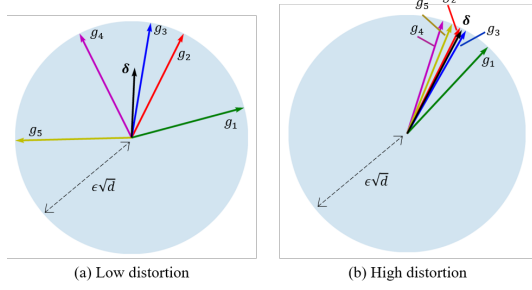 g₄
g₃
g₂
δ
g₁
g₅
ϵ√d
(a) Low distortion
g₅
g₂
δ
g₄
g₃
g₁
ϵ√d
(b) High distortion